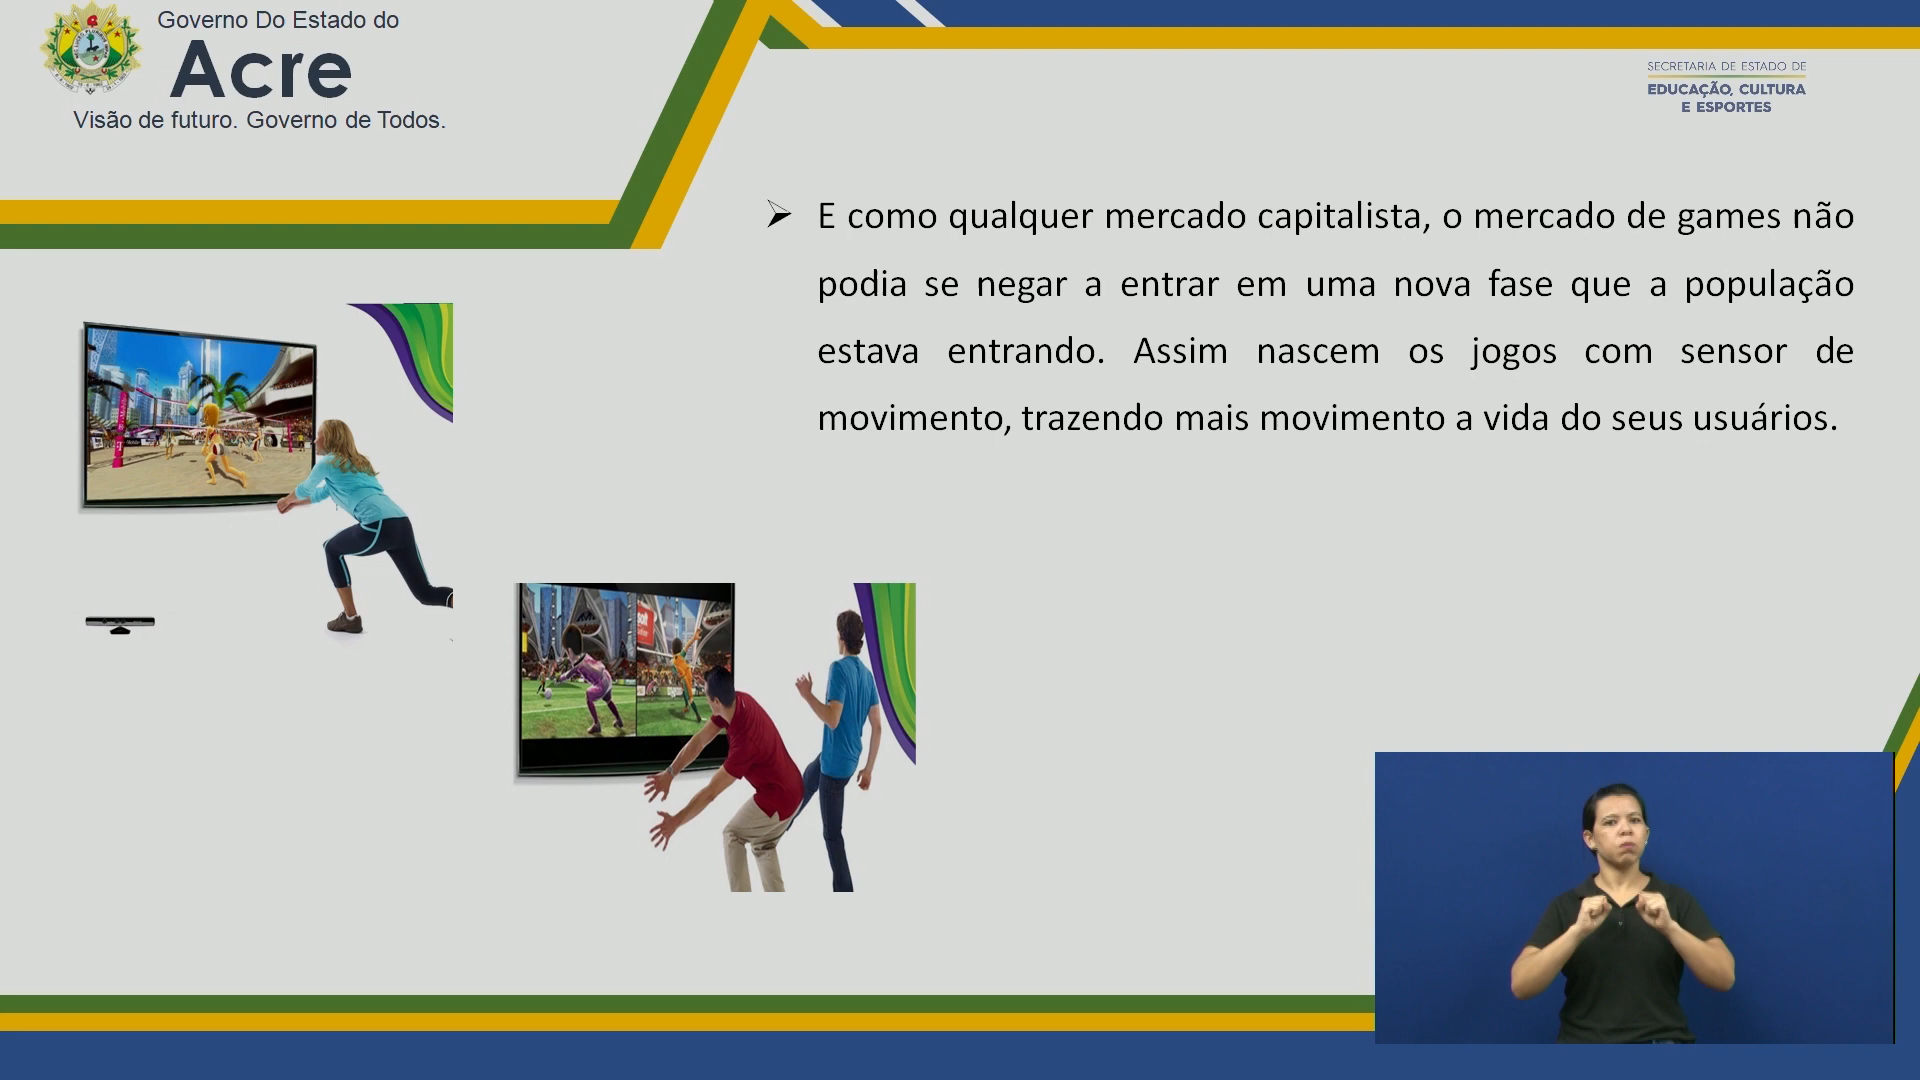 Governo Do Estado do
Acre
Visão de futuro. Governo de Todos.
SECRETARIA DE ESTADO DE
EDUCAÇÃO, CULTURA
E ESPORTES
E como qualquer mercado capitalista, o mercado de games não
podia se negar a entrar em uma nova fase que a população
estava entrando. Assim nascem os jogos com sensor de
movimento, trazendo mais movimento a vida do seus usuários.